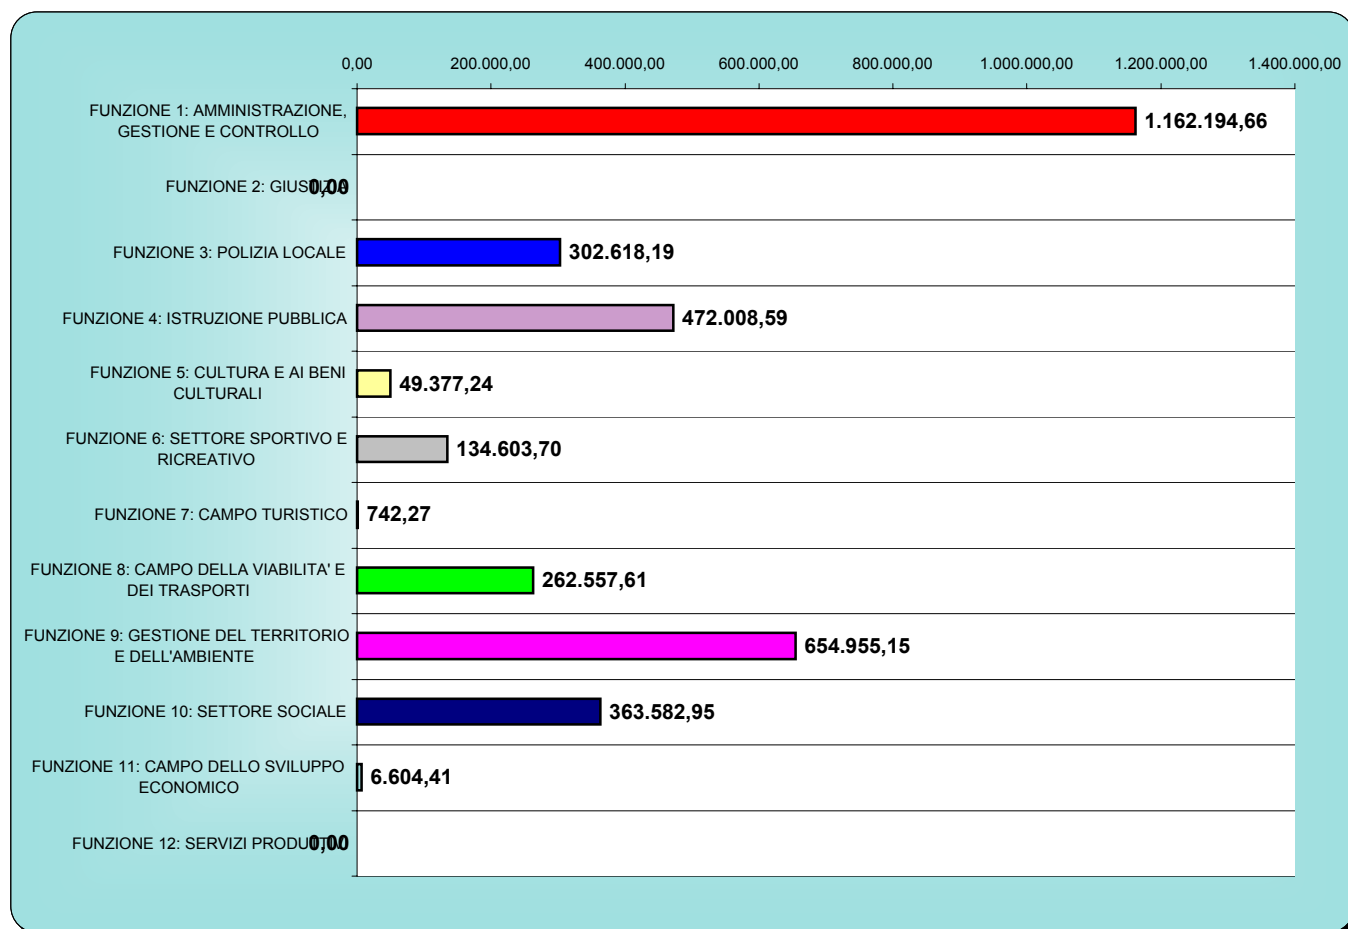 0,00 200.000,00 400.000,00 600.000,00 800.000,00 1.000.000,00 1.200.000,00 1.400.000,00
FUNZIONE 1: AMMINISTRAZIONE,
GESTIONE E CONTROLLO
1.162.194,66
FUNZIONE 2: GIUSTIZIA
0,00
FUNZIONE 3: POLIZIA LOCALE
302.618,19
FUNZIONE 4: ISTRUZIONE PUBBLICA
472.008,59
FUNZIONE 5: CULTURA E AI BENI
CULTURALI
49.377,24
FUNZIONE 6: SETTORE SPORTIVO E
RICREATIVO
134.603,70
FUNZIONE 7: CAMPO TURISTICO
742,27
FUNZIONE 8: CAMPO DELLA VIABILITA' E
DEI TRASPORTI
262.557,61
FUNZIONE 9: GESTIONE DEL TERRITORIO
E DELL'AMBIENTE
654.955,15
FUNZIONE 10: SETTORE SOCIALE
363.582,95
FUNZIONE 11: CAMPO DELLO SVILUPPO
ECONOMICO
6.604,41
FUNZIONE 12: SERVIZI PRODUTTIVI
0,00